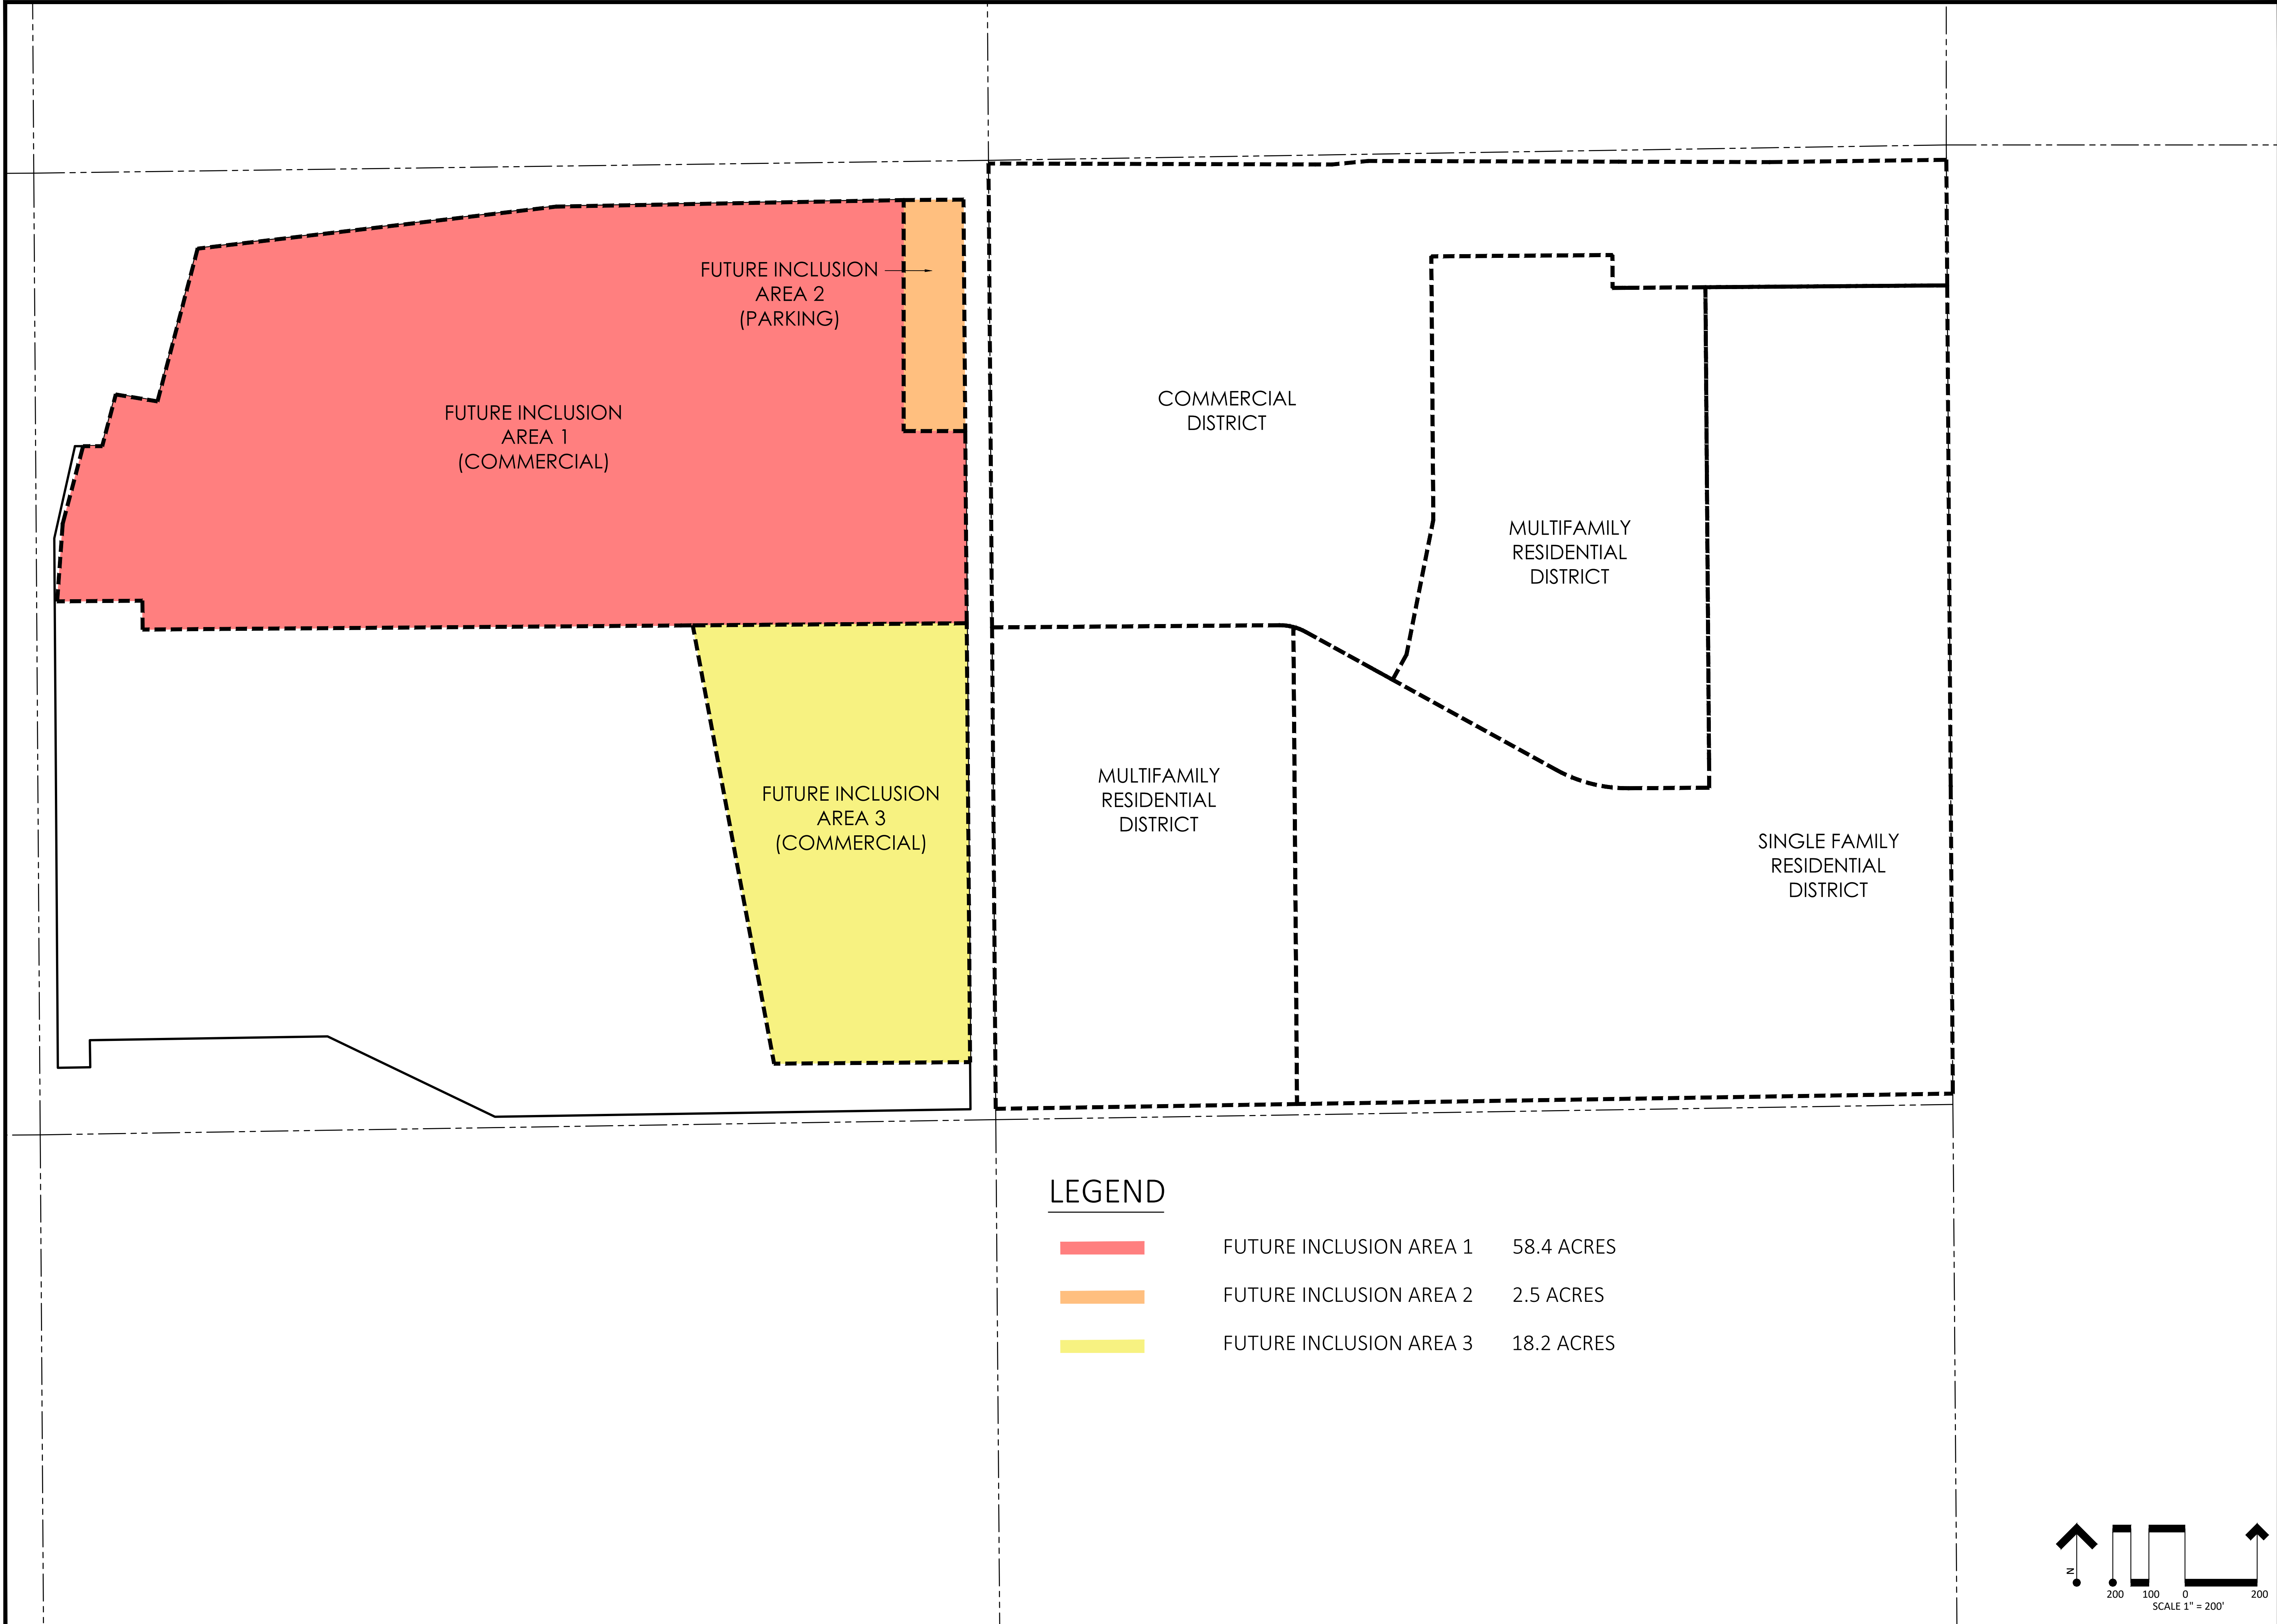 FUTURE INCLUSION
AREA 2
(PARKING)
FUTURE INCLUSION
AREA 1
(COMMERCIAL)
COMMERCIAL
DISTRICT
MULTIFAMILY
RESIDENTIAL
DISTRICT
FUTURE INCLUSION
AREA 3
(COMMERCIAL)
MULTIFAMILY
RESIDENTIAL
DISTRICT
SINGLE FAMILY
RESIDENTIAL
DISTRICT
LEGEND
FUTURE INCLUSION AREA 1 58.4 ACRES
FUTURE INCLUSION AREA 2 2.5 ACRES
FUTURE INCLUSION AREA 3 18.2 ACRES
N
200 100 0 200
SCALE 1" = 200'